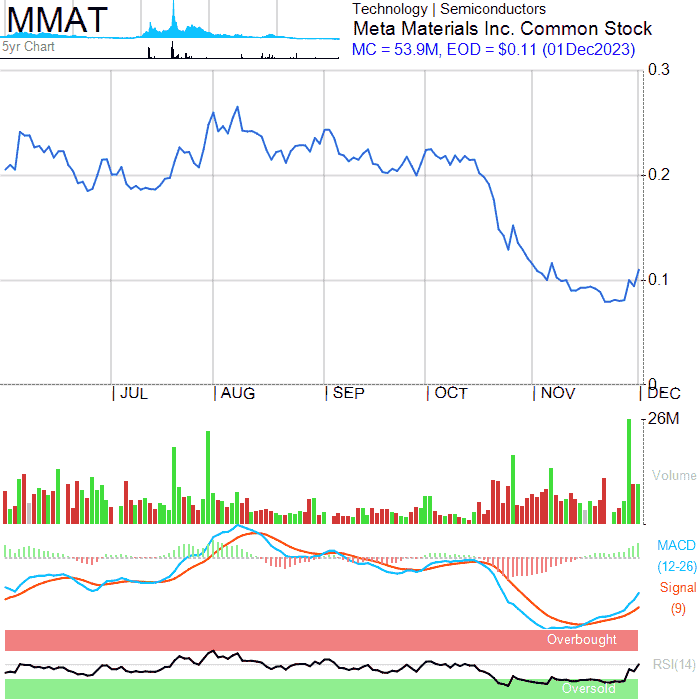 MMAT
5yr Chart
Technology | Semiconductors
Meta Materials Inc. Common Stock
MC = 53.9M, EOD = $0.11 (01Dec2023)
0.3
0.2
0.1
0
| JUL | AUG | SEP | OCT | NOV | DEC
26M
Volume
MACD
(12-26)
Signal
(9)
Overbought
RSI(14)
Oversold